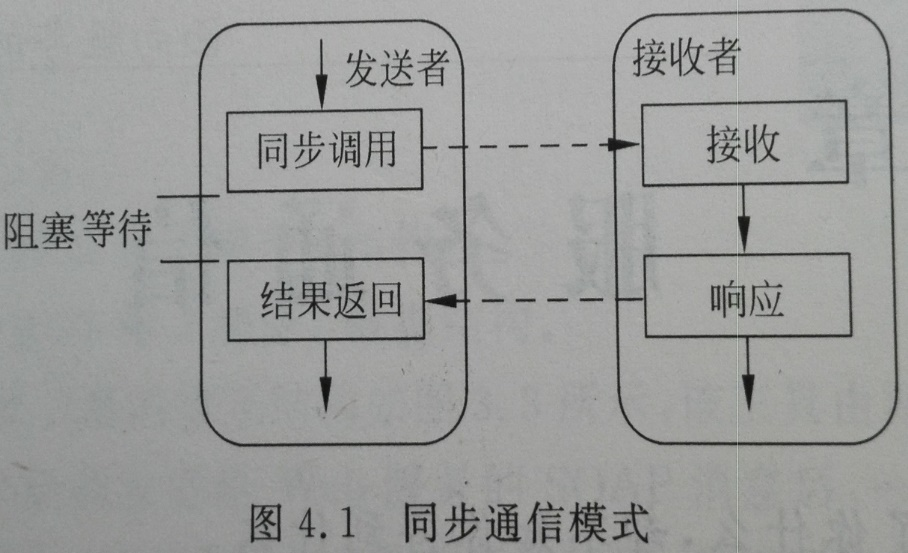 发送者
接收者
同步调用
接收
阻塞等待
结果返回
响应
图 4.1 同步通信模式